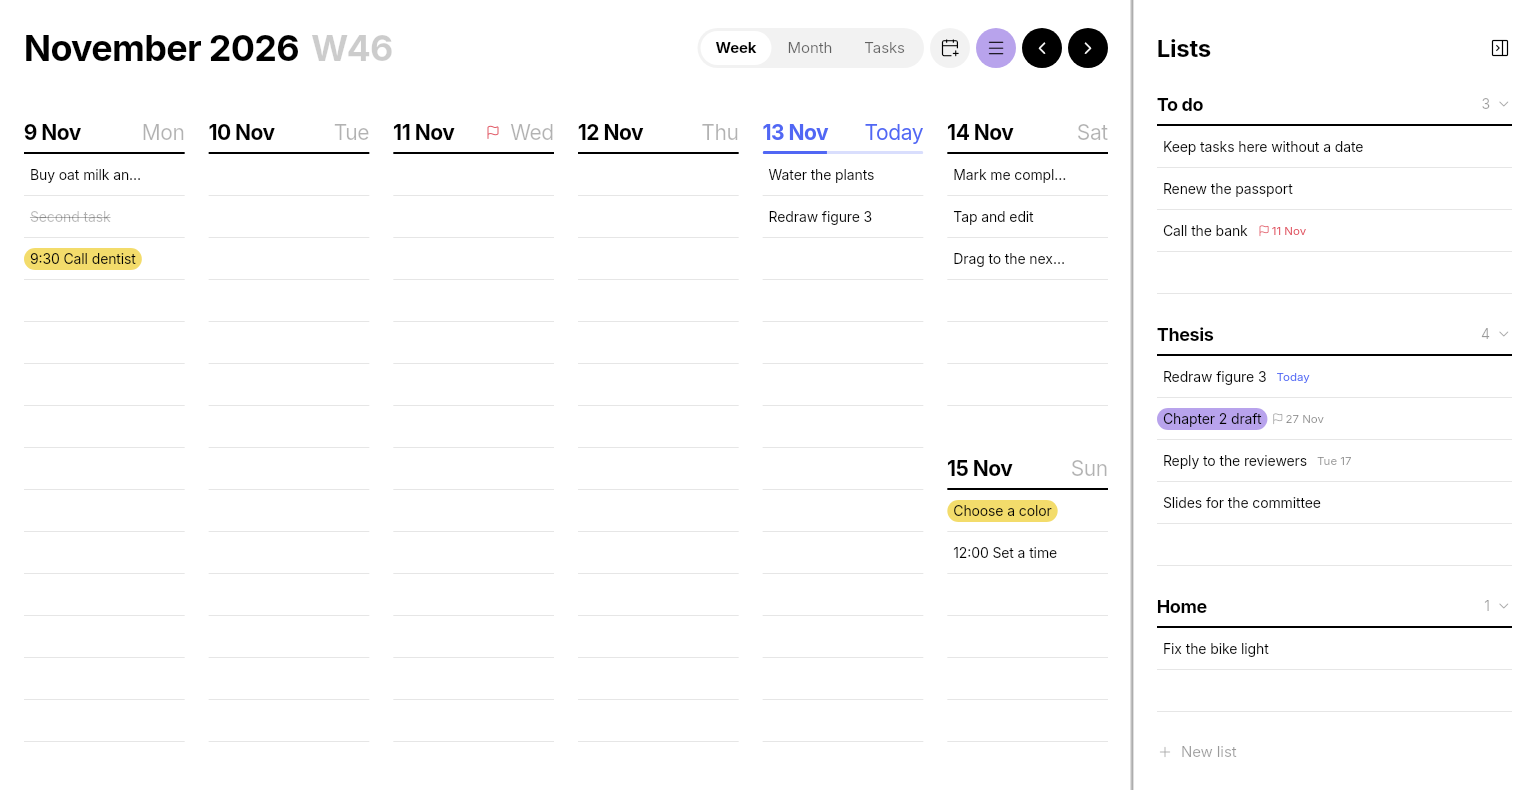 November 2026 W46
Week Month Tasks
9 Nov Mon
Buy oat milk an...
Second task
9:30 Call dentist
10 Nov Tue
11 Nov Wed
12 Nov Thu
13 Nov Today
Water the plants
Redraw figure 3
14 Nov Sat
Mark me compl...
Tap and edit
Drag to the nex...
15 Nov Sun
Choose a color
12:00 Set a time
Lists
To do 3
Keep tasks here without a date
Renew the passport
Call the bank 11 Nov
Thesis 4
Redraw figure 3 Today
Chapter 2 draft 27 Nov
Reply to the reviewers Tue 17
Slides for the committee
Home 1
Fix the bike light
+ New list